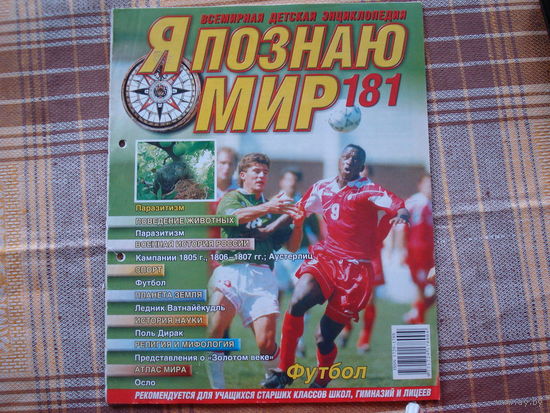 ВСЕМИРНАЯ ДЕТСКАЯ ЭНЦИКЛОПЕДИЯ
Я ПОЗНАЮ
МИР 181
Паразитизм
ПОВЕДЕНИЕ ЖИВОТНЫХ
Паразитизм
ВОЕННАЯ ИСТОРИЯ РОССИИ
Кампании 1805 г., 1806–1807 гг.; Аустерлиц
СПОРТ
Футбол
ПЛАНЕТА ЗЕМЛЯ
Ледник Ватнайёкудль
ИСТОРИЯ НАУКИ
Поль Дирак
РЕЛИГИЯ И МИФОЛОГИЯ
Представления о «Золотом веке»
АТЛАС МИРА
Осло
9
Футбол
РЕКОМЕНДУЕТСЯ ДЛЯ УЧАЩИХСЯ СТАРШИХ КЛАССОВ ШКОЛ, ГИМНАЗИЙ И ЛИЦЕЕВ